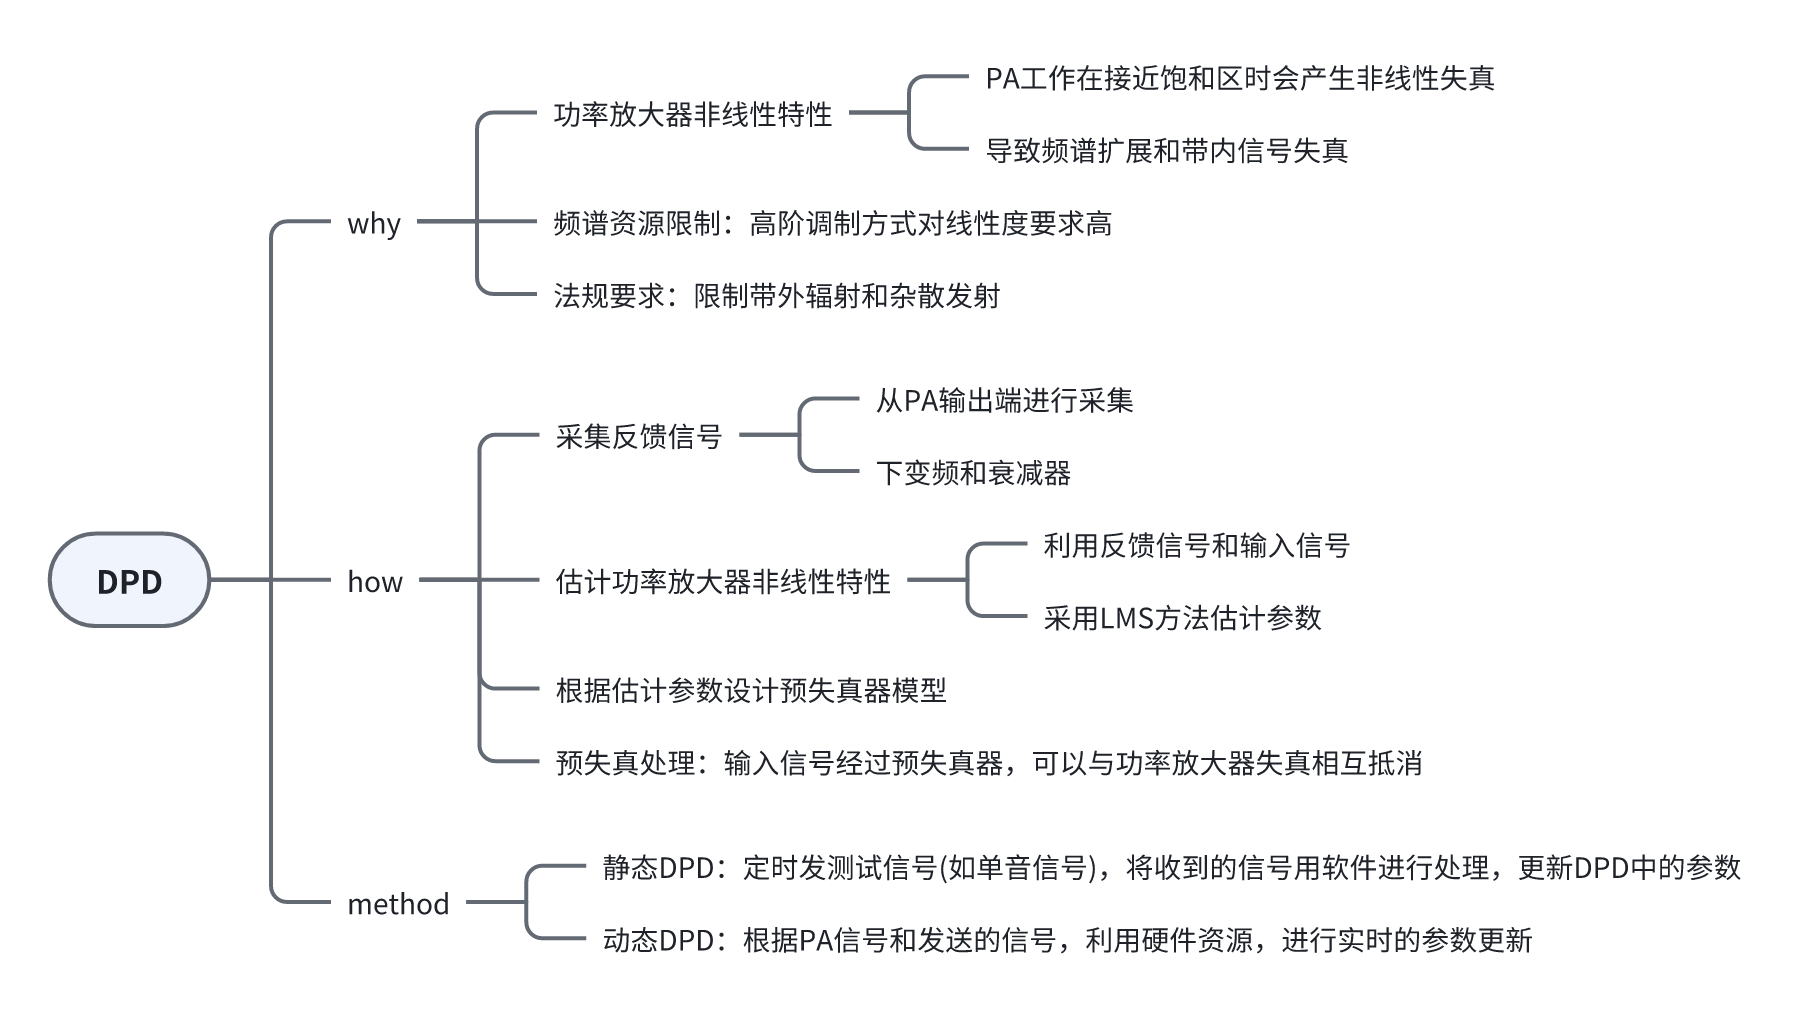 DPD
why
功率放大器非线性特性
PA工作在接近饱和区时会产生非线性失真
导致频谱扩展和带内信号失真
频谱资源限制：高阶调制方式对线性度要求高
法规要求：限制带外辐射和杂散发射
how
采集反馈信号
从PA输出端进行采集
下变频和衰减器
估计功率放大器非线性特性
利用反馈信号和输入信号
采用LMS方法估计参数
根据估计参数设计预失真器模型
预失真处理：输入信号经过预失真器，可以与功率放大器失真相互抵消
method
静态DPD：定时发测试信号(如单音信号)，将收到的信号用软件进行处理，更新DPD中的参数
动态DPD：根据PA信号和发送的信号，利用硬件资源，进行实时的参数更新